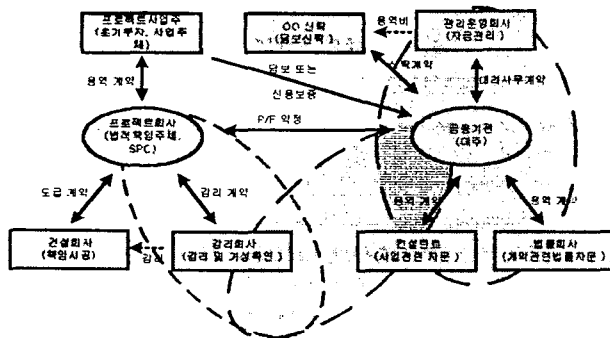 프로젝트사업주
(초기투자, 사업주
체)
OO 신탁
(담보신탁)
용역비
관리운영회사
(자금관리)
용역 계약
담보 또는
신용보증
신탁계약
대리사무계약
프로젝트회사
(법적책임주체,
SPC)
P/F 약정
금융기관
(대주)
도급 계약
감리 계약
용역 계약
용역 계약
건설회사
(책임시공)
감리
감리회사
(감리 및 기성확인)
컨설턴트
(사업관련 자문)
법률회사
(계약관련법률자문)